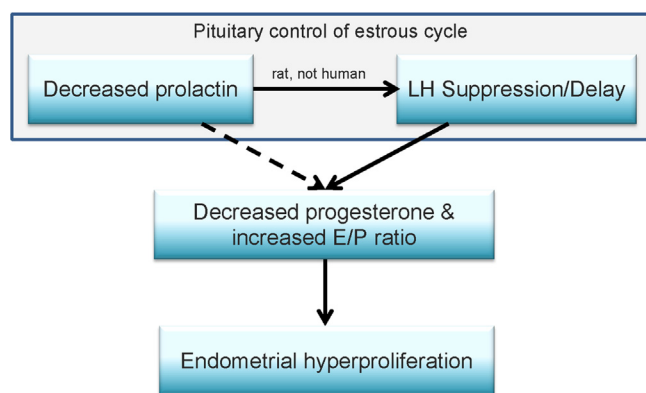 Pituitary control of estrous cycle
Decreased prolactin
rat, not human
LH Suppression/Delay
Decreased progesterone &
increased E/P ratio
Endometrial hyperproliferation